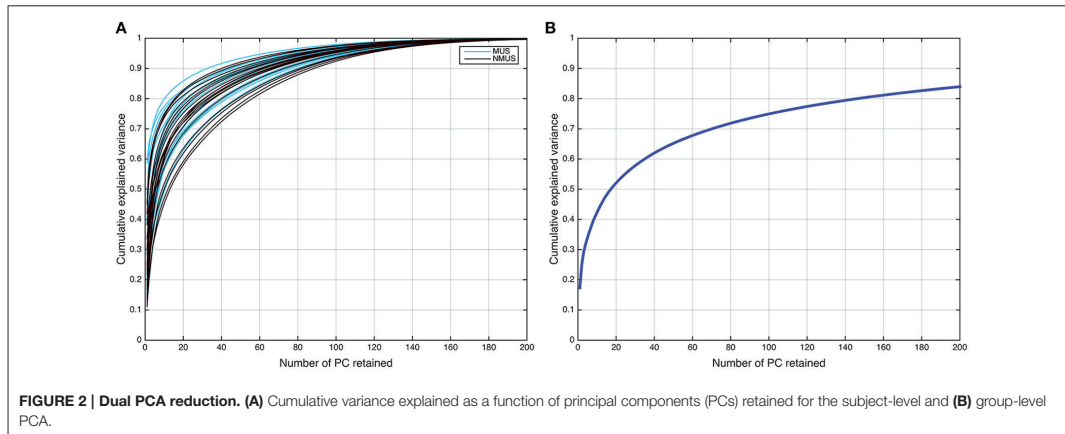 A
Cumulative explained variance
1
0.9
0.8
0.7
0.6
0.5
0.4
0.3
0.2
0.1
0
0 20 40 60 80 100 120 140 160 180 200
Number of PC retained
MUS
NMUS
B
Cumulative explained variance
1
0.9
0.8
0.7
0.6
0.5
0.4
0.3
0.2
0.1
0
0 20 40 60 80 100 120 140 160 180 200
Number of PC retained
FIGURE 2 | Dual PCA reduction. (A) Cumulative variance explained as a function of principal components (PCs) retained for the subject-level and (B) group-level
PCA.